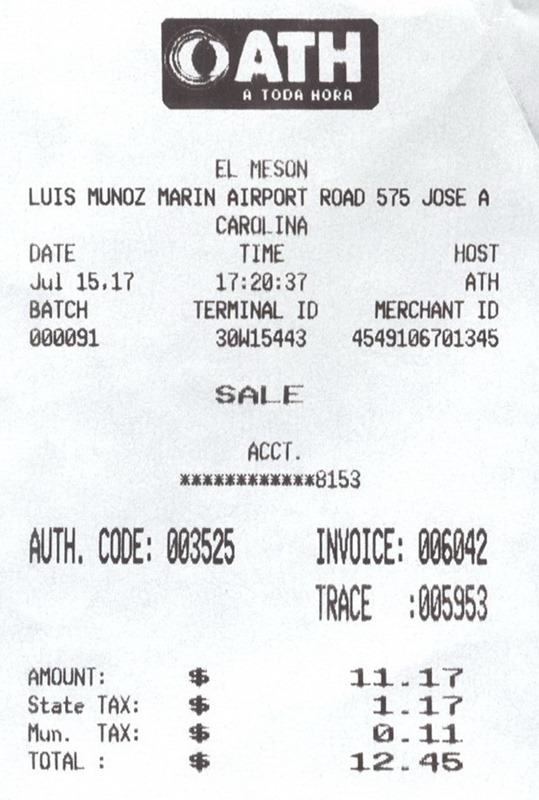 ATH
A TODA HORA
EL MESON
LUIS MUNOZ MARIN AIRPORT ROAD 575 JOSE A
CAROLINA
DATE TIME HOST
Jul 15,17 17:20:37 ATH
BATCH TERMINAL ID MERCHANT ID
000091 30W15443 4549106701345
SALE
ACCT.
************8153
AUTH. CODE: 003525 INVOICE: 006042
TRACE :005953
AMOUNT: $ 11.17
State TAX: $ 1.17
Mun. TAX: $ 0.11
TOTAL : $ 12.45